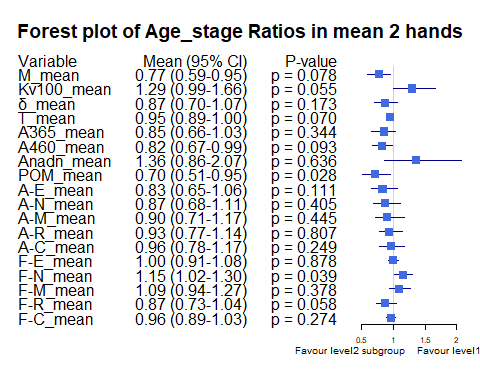 Forest plot of Age_stage Ratios in mean 2 hands
Variable Mean (95% CI) P-value
M_mean 0.77 (0.59-0.95) p = 0.078
Kv100_mean 1.29 (0.99-1.66) p = 0.055
δ_mean 0.87 (0.70-1.07) p = 0.173
T_mean 0.95 (0.89-1.00) p = 0.070
A365_mean 0.85 (0.66-1.03) p = 0.344
A460_mean 0.82 (0.67-0.99) p = 0.093
Anadn_mean 1.36 (0.86-2.07) p = 0.636
POM_mean 0.70 (0.51-0.95) p = 0.028
A-E_mean 0.83 (0.65-1.06) p = 0.111
A-N_mean 0.87 (0.68-1.11) p = 0.405
A-M_mean 0.90 (0.71-1.17) p = 0.445
A-R_mean 0.93 (0.77-1.14) p = 0.807
A-C_mean 0.96 (0.78-1.17) p = 0.249
F-E_mean 1.00 (0.91-1.08) p = 0.878
F-N_mean 1.15 (1.02-1.30) p = 0.039
F-M_mean 1.09 (0.94-1.27) p = 0.378
F-R_mean 0.87 (0.73-1.04) p = 0.058
F-C_mean 0.96 (0.89-1.03) p = 0.274
0.5 1 1.5 2
Favour level2 subgroup Favour level1